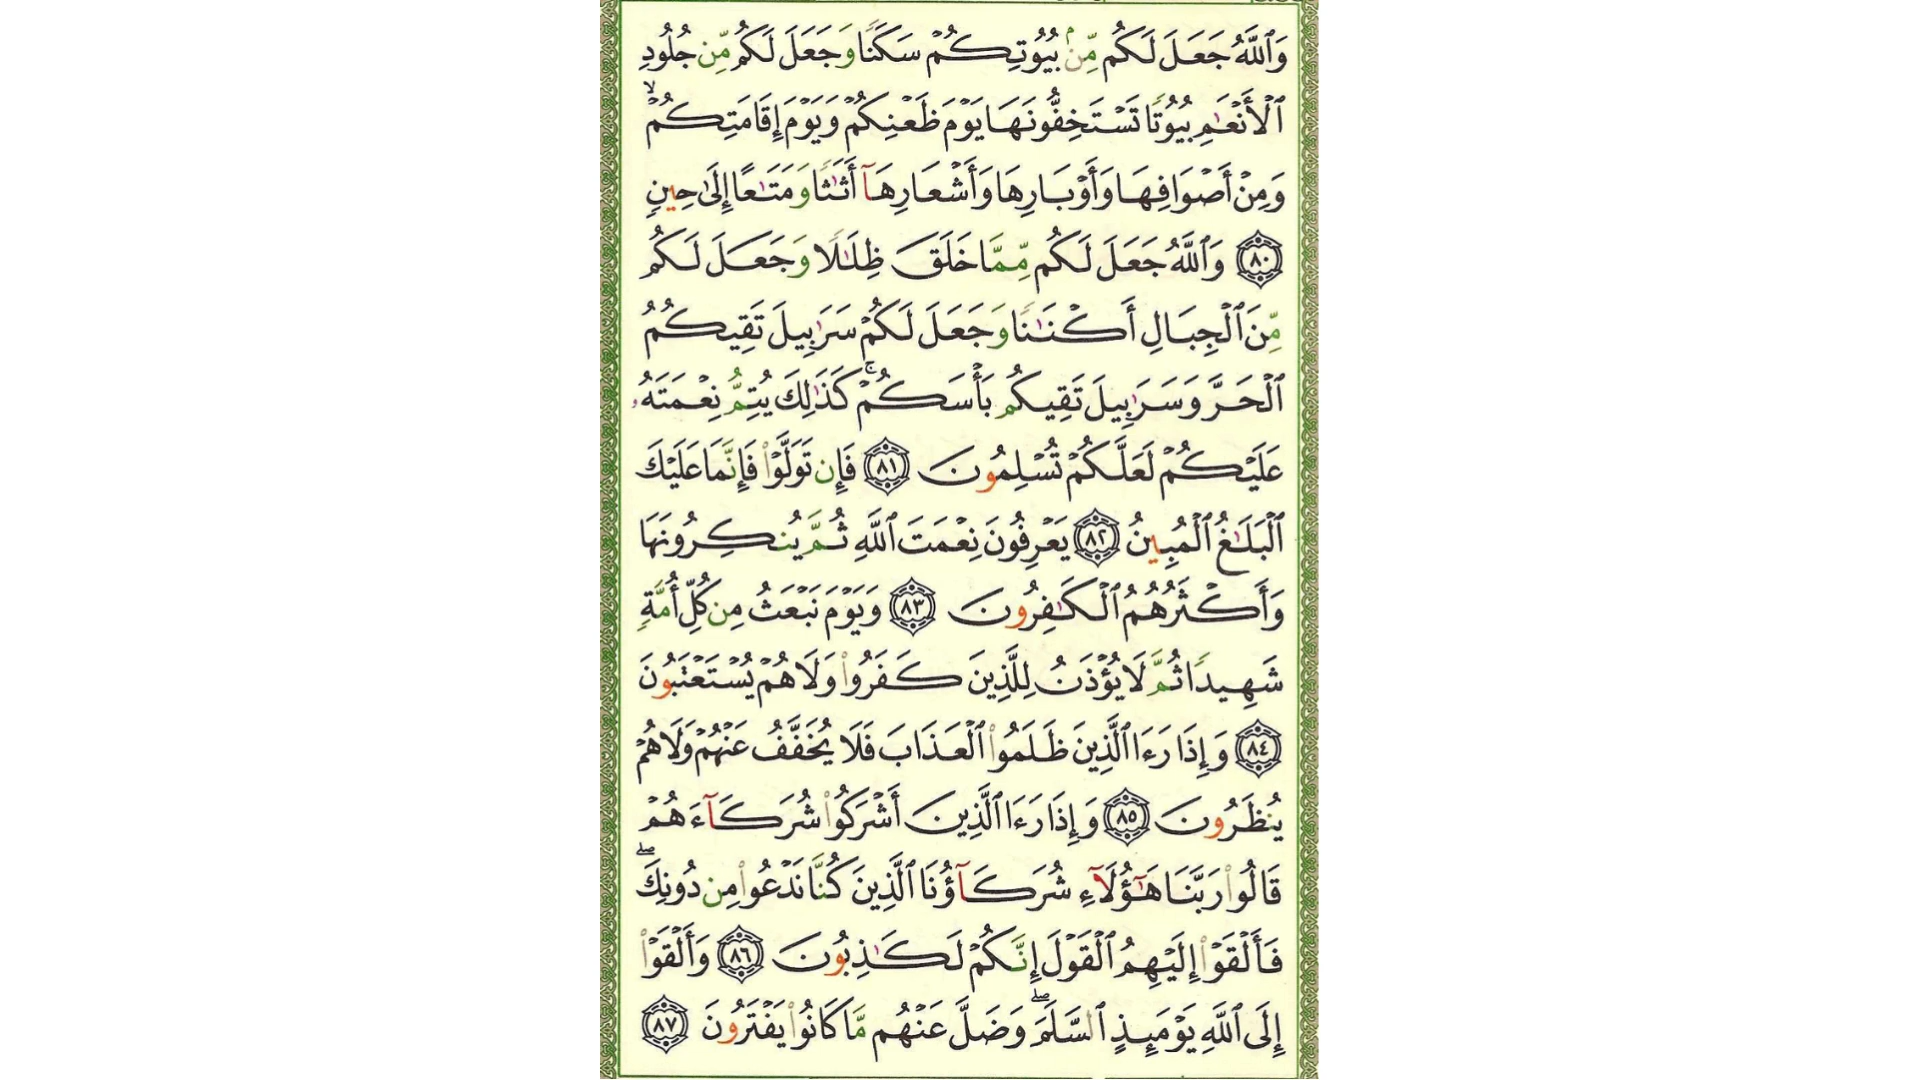 وَٱللَّهُ جَعَلَ لَكُم مِّنۢ بُيُوتِكُمْ سَكَنًا وَجَعَلَ لَكُم مِّن جُلُودِ
ٱلْأَنْعَٰمِ بُيُوتًا تَسْتَخِفُّونَهَا يَوْمَ ظَعْنِكُمْ وَيَوْمَ إِقَامَتِكُمْ ۙ
وَمِنْ أَصْوَافِهَا وَأَوْبَارِهَا وَأَشْعَارِهَآ أَثَٰثًا وَمَتَٰعًا إِلَىٰ حِينٍ
٨٠ وَٱللَّهُ جَعَلَ لَكُم مِّمَّا خَلَقَ ظِلَٰلًا وَجَعَلَ لَكُم
مِّنَ ٱلْجِبَالِ أَكْنَٰنًا وَجَعَلَ لَكُمْ سَرَٰبِيلَ تَقِيكُمُ
ٱلْحَرَّ وَسَرَٰبِيلَ تَقِيكُم بَأْسَكُمْ ۚ كَذَٰلِكَ يُتِمُّ نِعْمَتَهُۥ
عَلَيْكُمْ لَعَلَّكُمْ تُسْلِمُونَ ٨١ فَإِن تَوَلَّوْا۟ فَإِنَّمَا عَلَيْكَ
ٱلْبَلَٰغُ ٱلْمُبِينُ ٨٢ يَعْرِفُونَ نِعْمَتَ ٱللَّهِ ثُمَّ يُنكِرُونَهَا
وَأَكْثَرُهُمُ ٱلْكَٰفِرُونَ ٨٣ وَيَوْمَ نَبْعَثُ مِن كُلِّ أُمَّةٍ
شَهِيدًا ثُمَّ لَا يُؤْذَنُ لِلَّذِينَ كَفَرُوا۟ وَلَا هُمْ يُسْتَعْتَبُونَ
٨٤ وَإِذَا رَءَا ٱلَّذِينَ ظَلَمُوا۟ ٱلْعَذَابَ فَلَا يُخَفَّفُ عَنْهُمْ وَلَا هُمْ
يُنظَرُونَ ٨٥ وَإِذَا رَءَا ٱلَّذِينَ أَشْرَكُوا۟ شُرَكَآءَهُمْ
قَالُوا۟ رَبَّنَا هَٰٓؤُلَآءِ شُرَكَآؤُنَا ٱلَّذِينَ كُنَّا نَدْعُوا۟ مِن دُونِكَ ۖ
فَأَلْقَوْا۟ إِلَيْهِمُ ٱلْقَوْلَ إِنَّكُمْ لَكَٰذِبُونَ ٨٦ وَأَلْقَوْا۟
إِلَى ٱللَّهِ يَوْمَئِذٍ ٱلسَّلَمَ ۖ وَضَلَّ عَنْهُم مَّا كَانُوا۟ يَفْتَرُونَ ٨٧